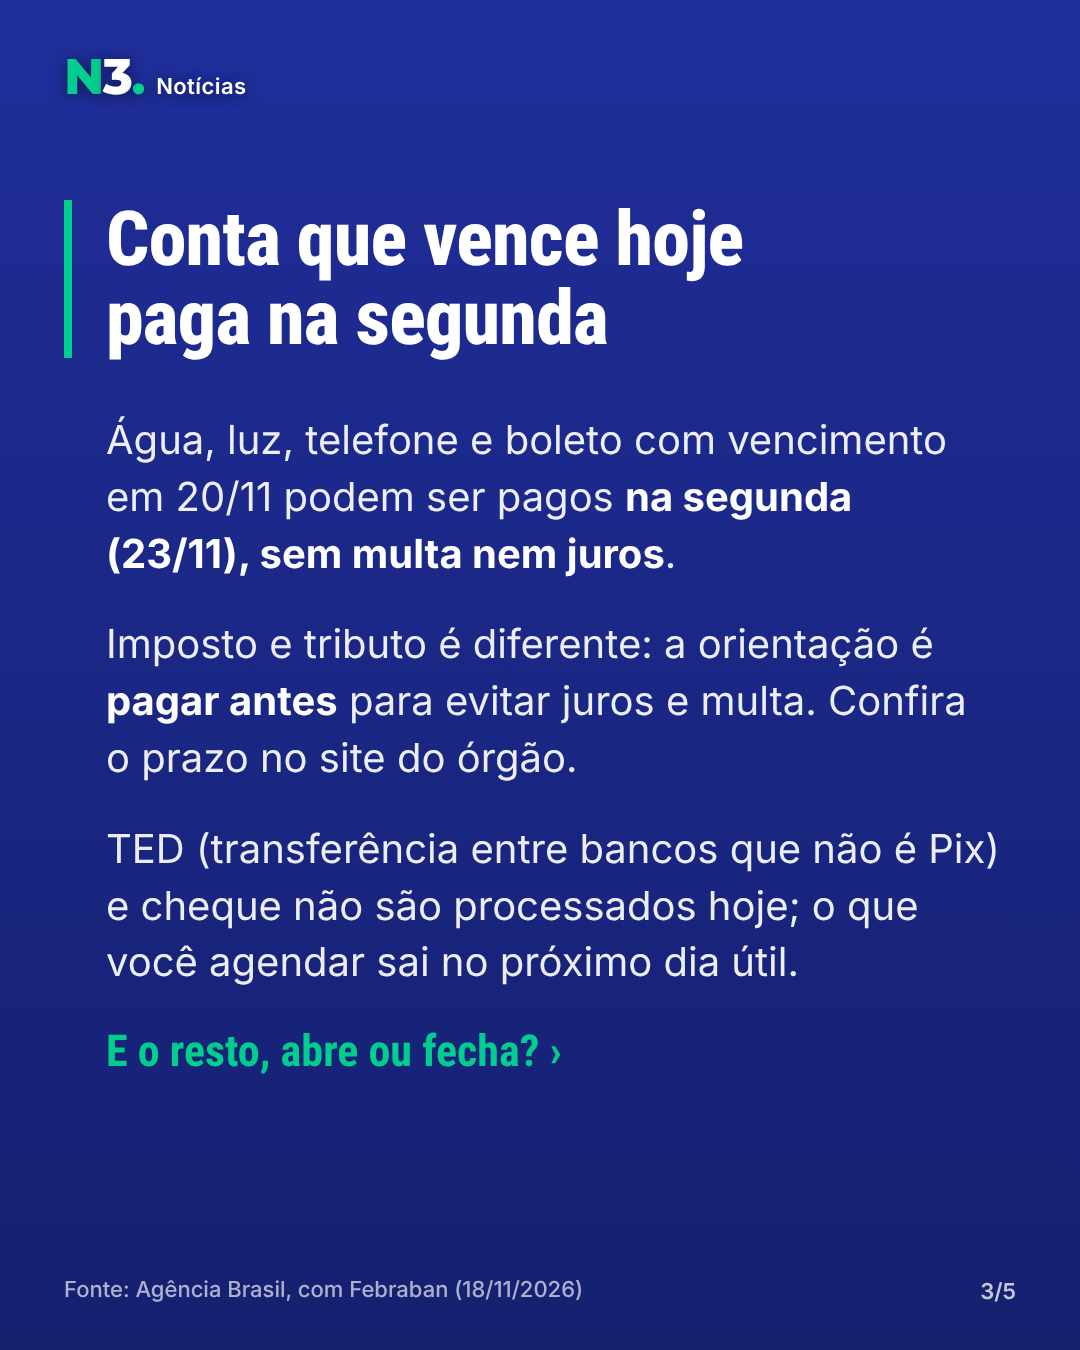 N3. Notícias
Conta que vence hoje
paga na segunda
Água, luz, telefone e boleto com vencimento
em 20/11 podem ser pagos na segunda
(23/11), sem multa nem juros.
Imposto e tributo é diferente: a orientação é
pagar antes para evitar juros e multa. Confira
o prazo no site do órgão.
TED (transferência entre bancos que não é Pix)
e cheque não são processados hoje; o que
você agendar sai no próximo dia útil.
E o resto, abre ou fecha? ›
Fonte: Agência Brasil, com Febraban (18/11/2026)
3/5